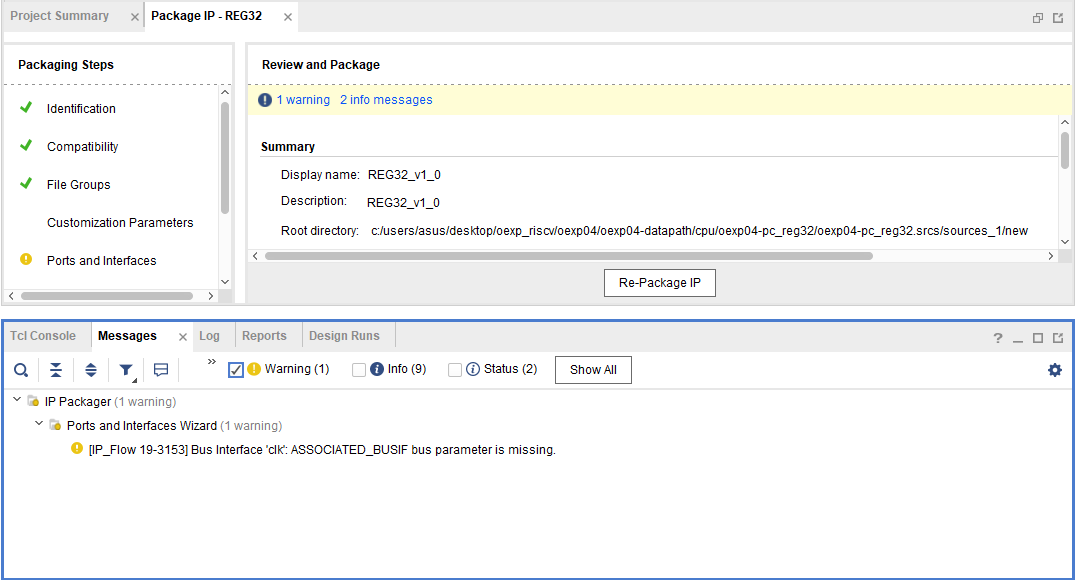 Project Summary
Package IP - REG32
Packaging Steps
Identification
Compatibility
File Groups
Customization Parameters
Ports and Interfaces
Review and Package
1 warning 2 info messages
Summary
Display name: REG32_v1_0
Description: REG32_v1_0
Root directory: c:/users/asus/desktop/oexp_riscv/oexp04/oexp04-datapath/cpu/oexp04-pc_reg32/oexp04-pc_reg32.srcs/sources_1/new
Re-Package IP
Tcl Console Messages Log Reports Design Runs
Warning (1) Info (9) Status (2) Show All
IP Packager (1 warning)
Ports and Interfaces Wizard (1 warning)
[IP_Flow 19-3153] Bus Interface 'clk': ASSOCIATED_BUSIF bus parameter is missing.